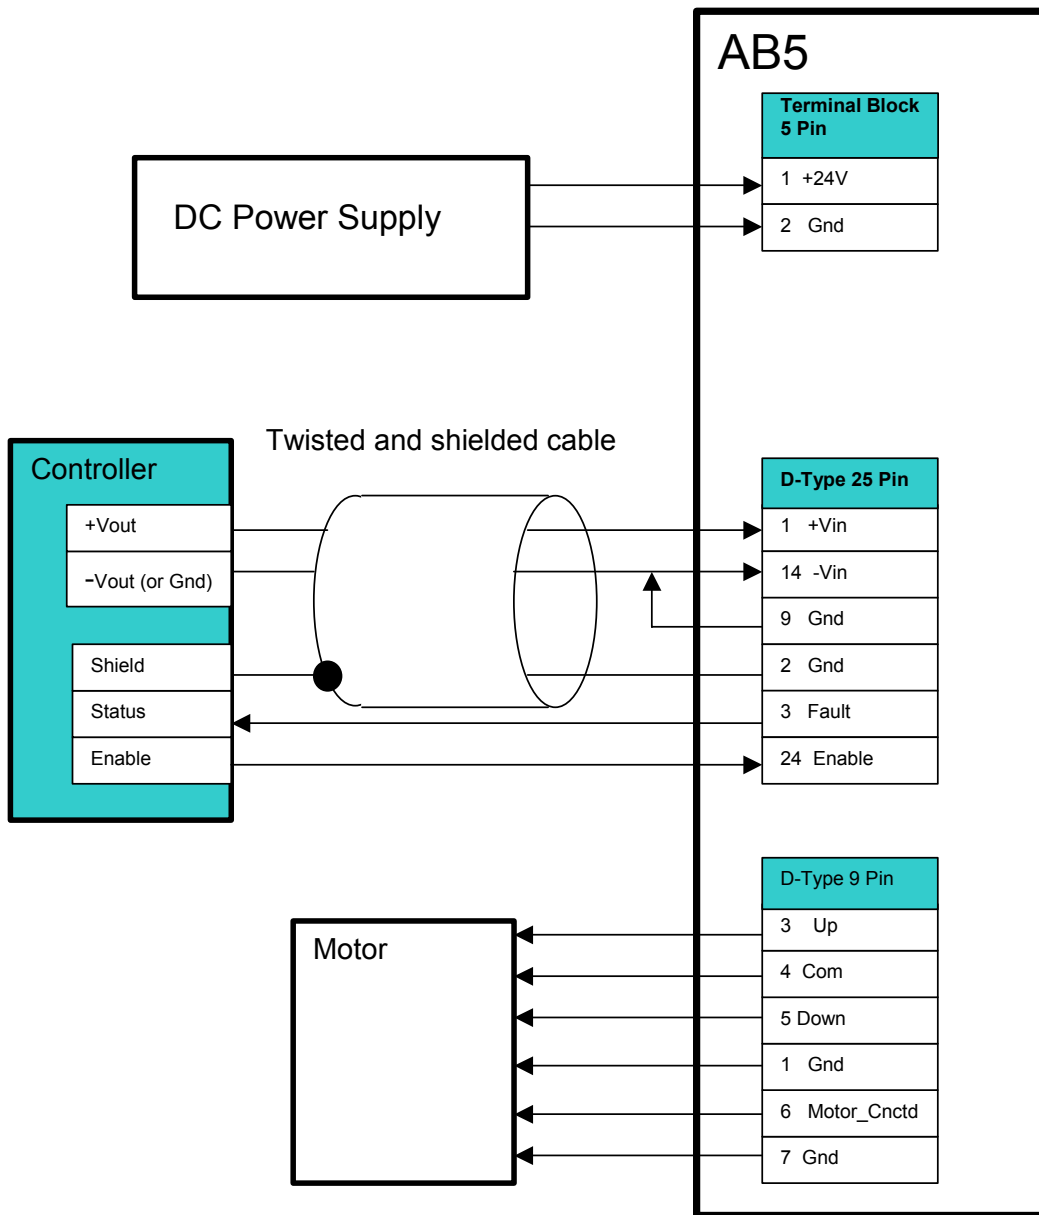 AB5
Terminal Block
5 Pin
1 +24V
2 Gnd
DC Power Supply
Twisted and shielded cable
Controller
+Vout
-Vout (or Gnd)
Shield
Status
Enable
D-Type 25 Pin
1 +Vin
14 -Vin
9 Gnd
2 Gnd
3 Fault
24 Enable
Motor
D-Type 9 Pin
3 Up
4 Com
5 Down
1 Gnd
6 Motor_Cnctd
7 Gnd